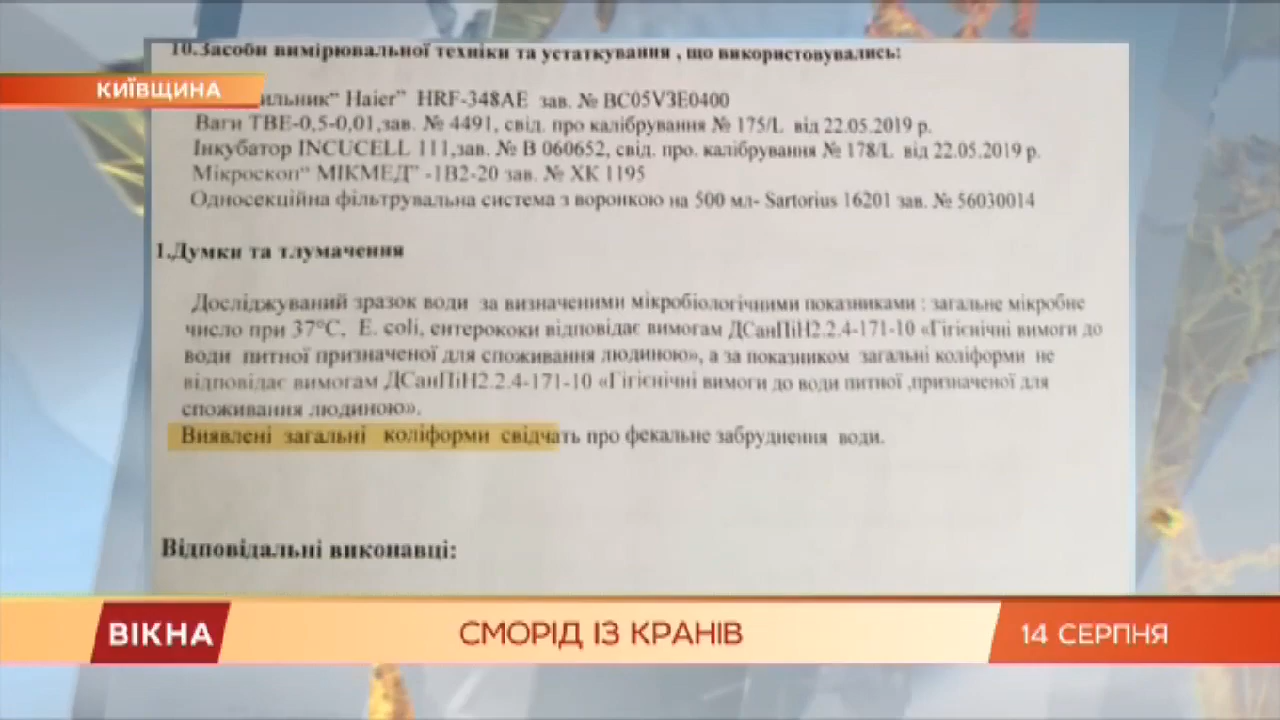 10.Засоби вимірювальної техніки та устаткування , що використовувались:
КИЇВЩИНА
ильник" Haier" HRF-348AE зав. № BC05V3E0400
Ваги ТВЕ-0,5-0,01,зав. № 4491, свід. про калібрування № 175/L від 22.05.2019 р.
Інкубатор INCUCELL 111,зав. № В 060652, свід. про. калібрування № 178/L від 22.05.2019 р.
Мікроскоп" МІКМЕД" -1В2-20 зав. № ХК 1195
Односекційна фільтрувальна система з воронкою на 500 мл- Sartorius 16201 зав. № 56030014
1.Думки та тлумачення
Досліджуваний зразок води за визначеними мікробіологічними показниками : загальне мікробне
число при 37°С, E. coli, ентерококи відповідає вимогам ДСанПіН2.2.4-171-10 «Гігієнічні вимоги до
води питної призначеної для споживання людиною», а за показником загальні коліформи не
відповідає вимогам ДСанПіН2.2.4-171-10 «Гігієнічні вимоги до води питної ,призначеної для
споживання людиною».
Виявлені загальні коліформи свідчать про фекальне забруднення води.
Відповідальні виконавці:
ВІКНА
СМОРІД ІЗ КРАНІВ
14 СЕРПНЯ